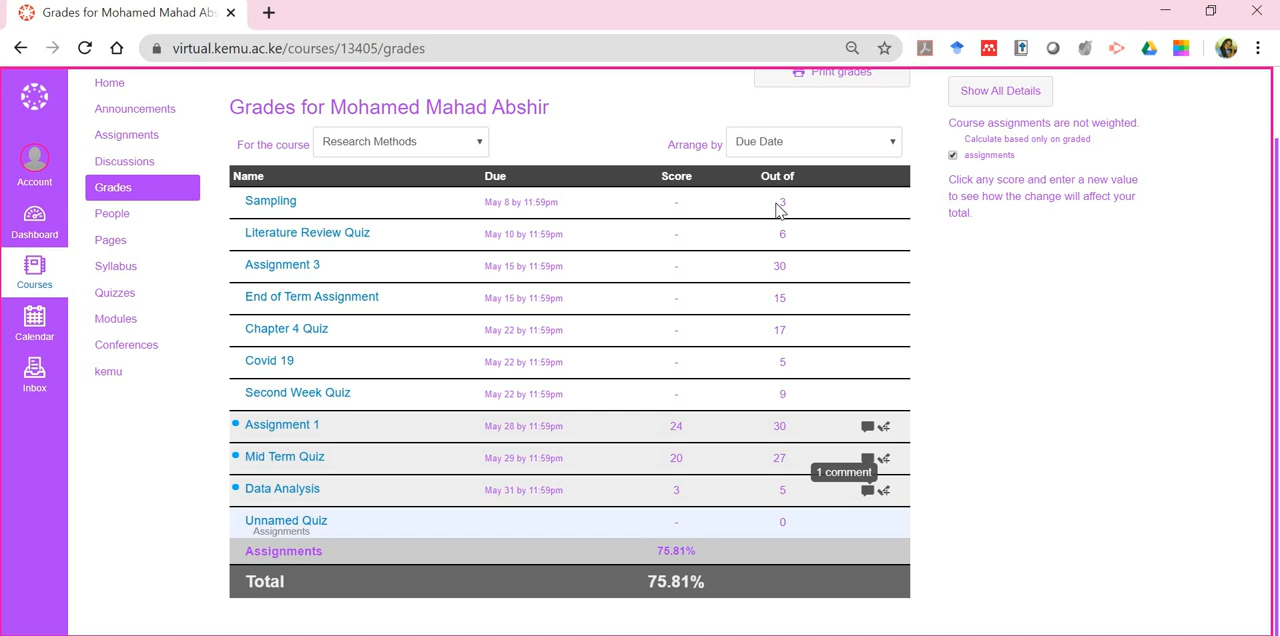 Grades for Mohamed Mahad Abs
virtual.kemu.ac.ke/courses/13405/grades
Account
Dashboard
Courses
Calendar
Inbox
Home
Announcements
Assignments
Discussions
Grades
People
Pages
Syllabus
Quizzes
Modules
Conferences
kemu
Print grades
Grades for Mohamed Mahad Abshir
For the course Research Methods Arrange by Due Date
Name Due Score Out of
Sampling May 8 by 11:59pm - 3
Literature Review Quiz May 10 by 11:59pm - 6
Assignment 3 May 15 by 11:59pm - 30
End of Term Assignment May 15 by 11:59pm - 15
Chapter 4 Quiz May 22 by 11:59pm - 17
Covid 19 May 22 by 11:59pm - 5
Second Week Quiz May 22 by 11:59pm - 9
Assignment 1 May 28 by 11:59pm 24 30
Mid Term Quiz May 29 by 11:59pm 20 27
1 comment
Data Analysis May 31 by 11:59pm 3 5
Unnamed Quiz - 0
Assignments
Assignments 75.81%
Total 75.81%
Show All Details
Course assignments are not weighted.
Calculate based only on graded
assignments
Click any score and enter a new value
to see how the change will affect your
total.